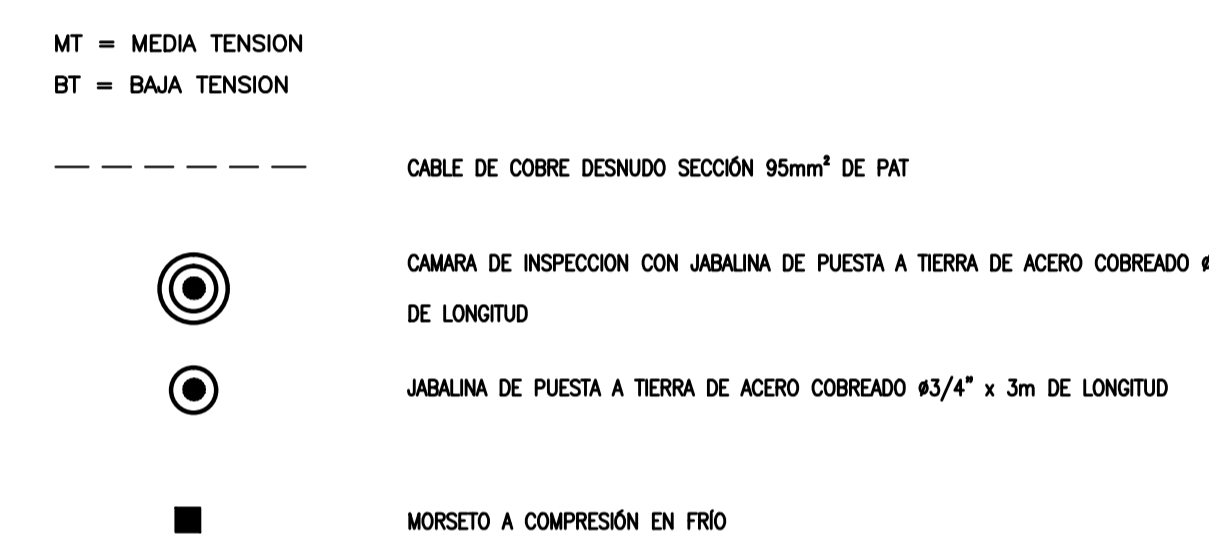 MT = MEDIA TENSION
BT = BAJA TENSION
CABLE DE COBRE DESNUDO SECCIÓN 95mm² DE PAT
CAMARA DE INSPECCION CON JABALINA DE PUESTA A TIERRA DE ACERO COBREADO
DE LONGITUD
JABALINA DE PUESTA A TIERRA DE ACERO COBREADO ø3/4" x 3m DE LONGITUD
MORSETO A COMPRESIÓN EN FRÍO